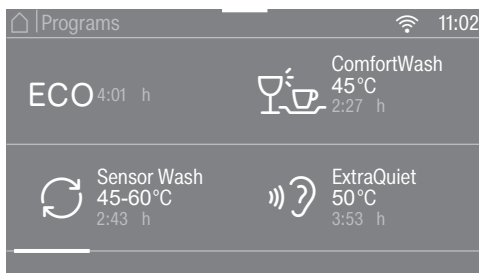 Programs
11:02
ECO 4:01 h
ComfortWash
45°C
2:27 h
Sensor Wash
45-60°C
2:43 h
ExtraQuiet
50°C
3:53 h